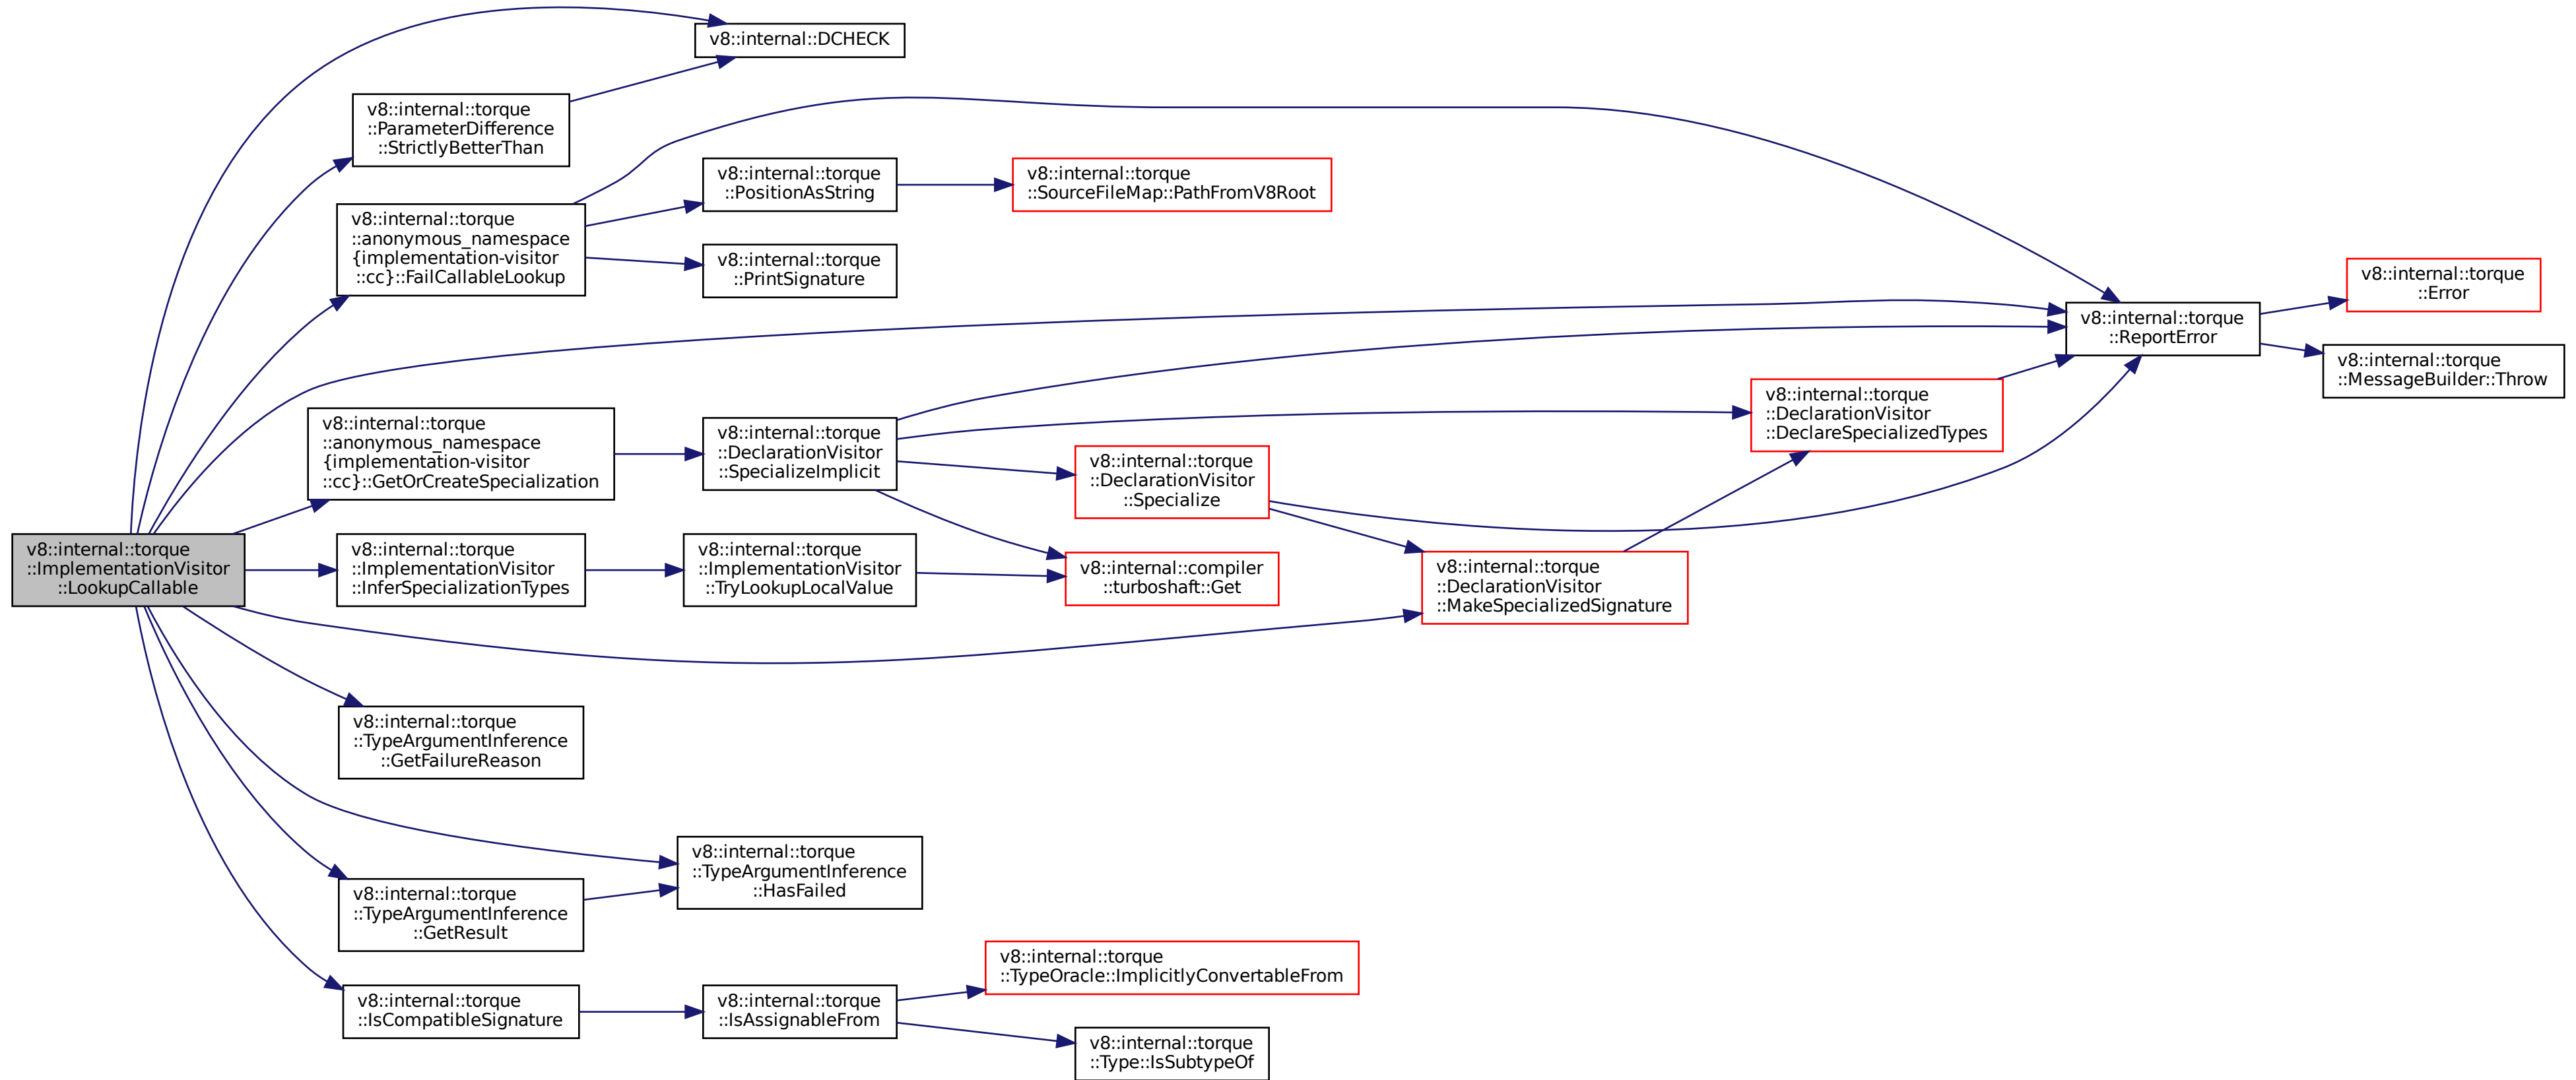 v8::internal::DCHECK
v8::internal::torque
::ParameterDifference
::StrictlyBetterThan
v8::internal::torque
::PositionAsString
v8::internal::torque
::SourceFileMap::PathFromV8Root
v8::internal::torque
::anonymous_namespace
{implementation-visitor
::cc}::FailCallableLookup
v8::internal::torque
::PrintSignature
v8::internal::torque
::Error
v8::internal::torque
::ReportError
v8::internal::torque
::MessageBuilder::Throw
v8::internal::torque
::DeclarationVisitor
::DeclareSpecializedTypes
v8::internal::torque
::anonymous_namespace
{implementation-visitor
::cc}::GetOrCreateSpecialization
v8::internal::torque
::DeclarationVisitor
::SpecializeImplicit
v8::internal::torque
::DeclarationVisitor
::Specialize
v8::internal::torque
::ImplementationVisitor
::LookupCallable
v8::internal::torque
::ImplementationVisitor
::InferSpecializationTypes
v8::internal::torque
::ImplementationVisitor
::TryLookupLocalValue
v8::internal::compiler
::turboshaft::Get
v8::internal::torque
::DeclarationVisitor
::MakeSpecializedSignature
v8::internal::torque
::TypeArgumentInference
::GetFailureReason
v8::internal::torque
::TypeArgumentInference
::HasFailed
v8::internal::torque
::TypeArgumentInference
::GetResult
v8::internal::torque
::TypeOracle::ImplicitlyConvertableFrom
v8::internal::torque
::IsCompatibleSignature
v8::internal::torque
::IsAssignableFrom
v8::internal::torque
::Type::IsSubtypeOf